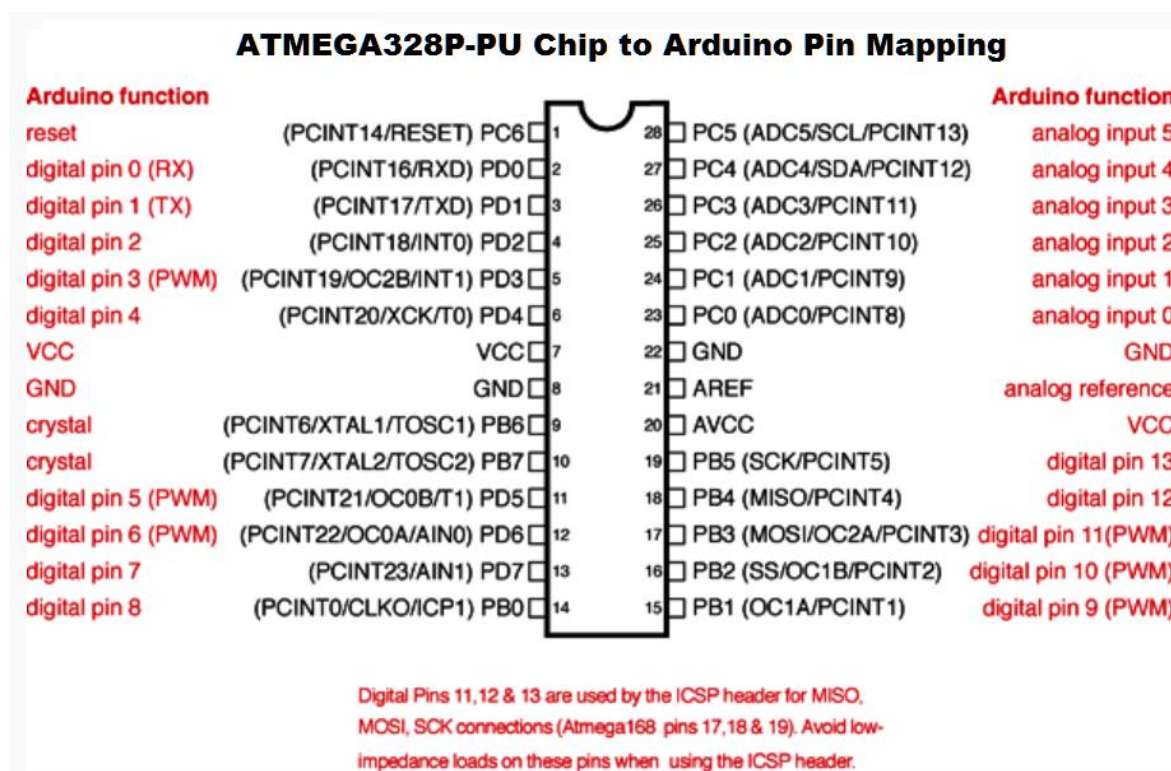 ATMEGA328P-PU Chip to Arduino Pin Mapping
Arduino function Arduino function
reset (PCINT14/RESET) PC6 1 28 PC5 (ADC5/SCL/PCINT13) analog input 5
digital pin 0 (RX) (PCINT16/RXD) PD0 2 27 PC4 (ADC4/SDA/PCINT12) analog input 4
digital pin 1 (TX) (PCINT17/TXD) PD1 3 26 PC3 (ADC3/PCINT11) analog input 3
digital pin 2 (PCINT18/INT0) PD2 4 25 PC2 (ADC2/PCINT10) analog input 2
digital pin 3 (PWM) (PCINT19/OC2B/INT1) PD3 5 24 PC1 (ADC1/PCINT9) analog input 1
digital pin 4 (PCINT20/XCK/T0) PD4 6 23 PC0 (ADC0/PCINT8) analog input 0
VCC VCC 7 22 GND GND
GND GND 8 21 AREF analog reference
crystal (PCINT6/XTAL1/TOSC1) PB6 9 20 AVCC VCC
crystal (PCINT7/XTAL2/TOSC2) PB7 10 19 PB5 (SCK/PCINT5) digital pin 13
digital pin 5 (PWM) (PCINT21/OC0B/T1) PD5 11 18 PB4 (MISO/PCINT4) digital pin 12
digital pin 6 (PWM) (PCINT22/OC0A/AIN0) PD6 12 17 PB3 (MOSI/OC2A/PCINT3) digital pin 11(PWM)
digital pin 7 (PCINT23/AIN1) PD7 13 16 PB2 (SS/OC1B/PCINT2) digital pin 10 (PWM)
digital pin 8 (PCINT0/CLKO/ICP1) PB0 14 15 PB1 (OC1A/PCINT1) digital pin 9 (PWM)
Digital Pins 11,12 & 13 are used by the ICSP header for MISO,
MOSI, SCK connections (Atmega168 pins 17,18 & 19). Avoid low-
impedance loads on these pins when using the ICSP header.